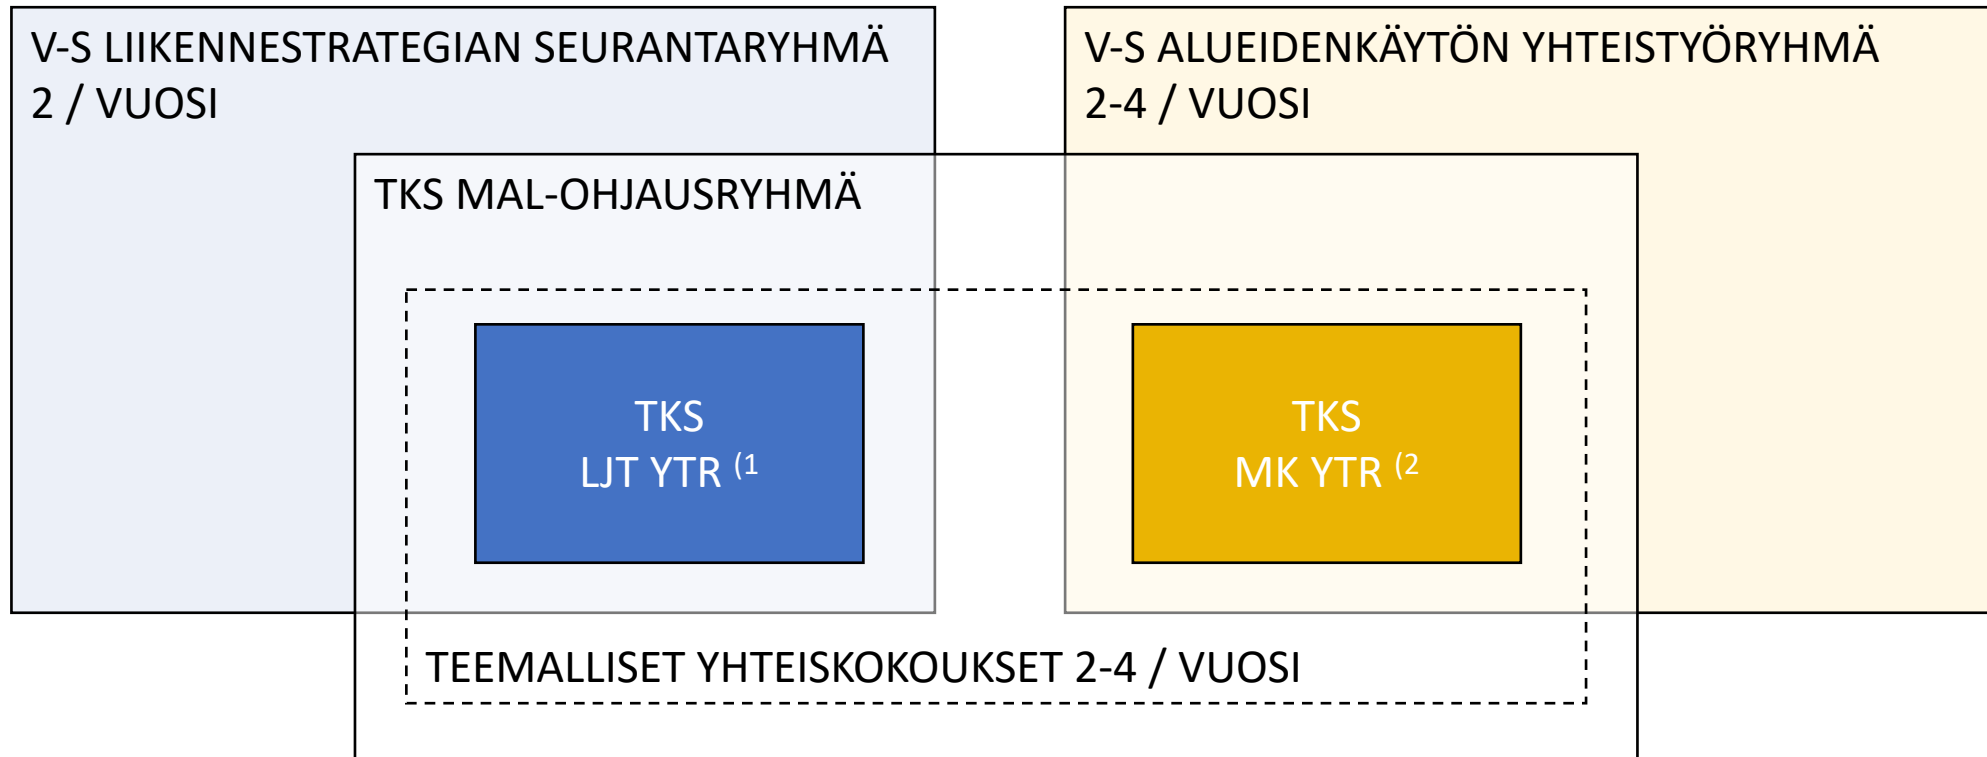 V-S LIIKENNESTRATEGIAN SEURANTARYHMÄ
2 / VUOSI
V-S ALUEIDENKÄYTÖN YHTEISTYÖRYHMÄ
2-4 / VUOSI
TKS MAL-OHJAUSRYHMÄ
TKS
LJT YTR (1
TKS
MK YTR (2
TEEMALLISET YHTEISKOKOUKSET 2-4 / VUOSI